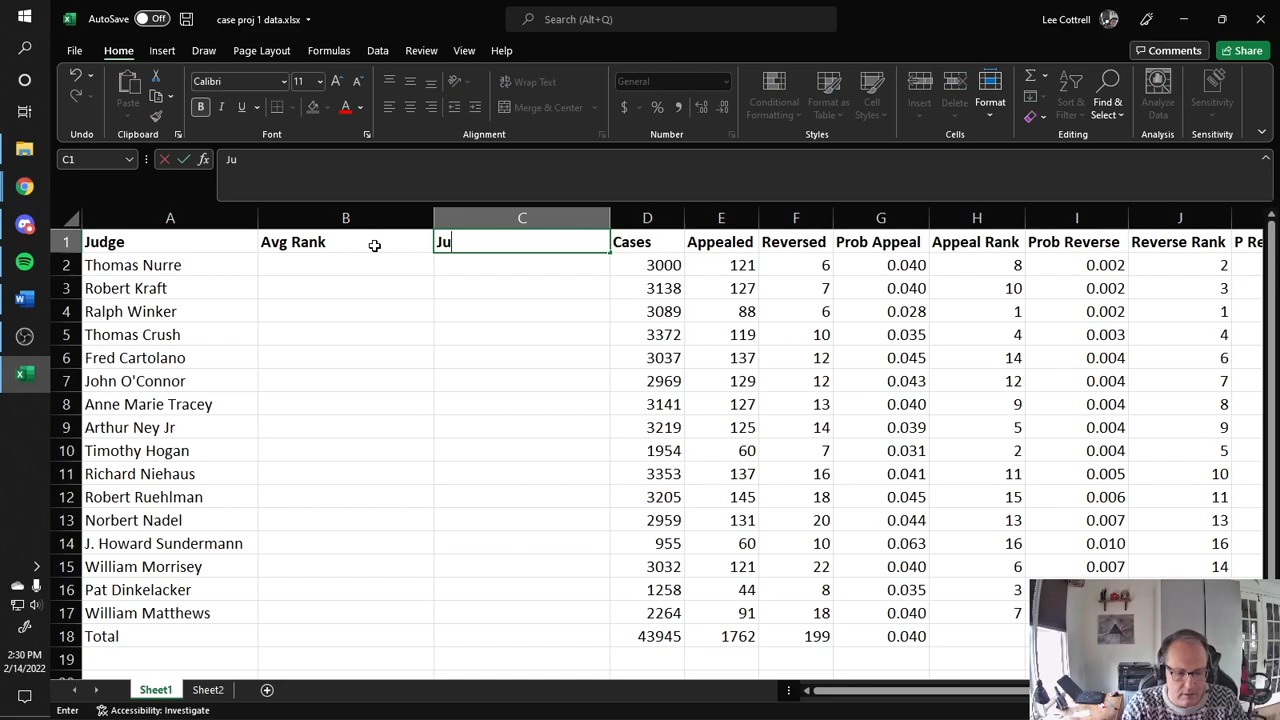 AutoSave Off case proj 1 data.xlsx Search (Alt+Q) Lee Cottrell
File Home Insert Draw Page Layout Formulas Data Review View Help Comments Share
Calibri 11 Wrap Text General
Paste Merge & Center Conditional Formatting Format as Table Cell Styles Insert Delete Format Sort & Filter Find & Select Analyze Data Sensitivity
Undo Clipboard Font Alignment Number Styles Cells Editing Analysis Sensitivity
C1 fx Ju
A B C D E F G H I J
1 Judge Avg Rank Ju Cases Appealed Reversed Prob Appeal Appeal Rank Prob Reverse Reverse Rank P Re
2 Thomas Nurre 3000 121 6 0.040 8 0.002 2
3 Robert Kraft 3138 127 7 0.040 10 0.002 3
4 Ralph Winker 3089 88 6 0.028 1 0.002 1
5 Thomas Crush 3372 119 10 0.035 4 0.003 4
6 Fred Cartolano 3037 137 12 0.045 14 0.004 6
7 John O'Connor 2969 129 12 0.043 12 0.004 7
8 Anne Marie Tracey 3141 127 13 0.040 9 0.004 8
9 Arthur Ney Jr 3219 125 14 0.039 5 0.004 9
10 Timothy Hogan 1954 60 7 0.031 2 0.004 5
11 Richard Niehaus 3353 137 16 0.041 11 0.005 10
12 Robert Ruehlman 3205 145 18 0.045 15 0.006 11
13 Norbert Nadel 2959 131 20 0.044 13 0.007 13
14 J. Howard Sundermann 955 60 10 0.063 16 0.010 16
15 William Morrisey 3032 121 22 0.040 6 0.007 14
16 Pat Dinkelacker 1258 44 8 0.035 3
17 William Matthews 2264 91 18 0.040 7
18 Total 43945 1762 199 0.040
19
Sheet1 Sheet2
Enter Accessibility: Investigate
2:30 PM
2/14/2022